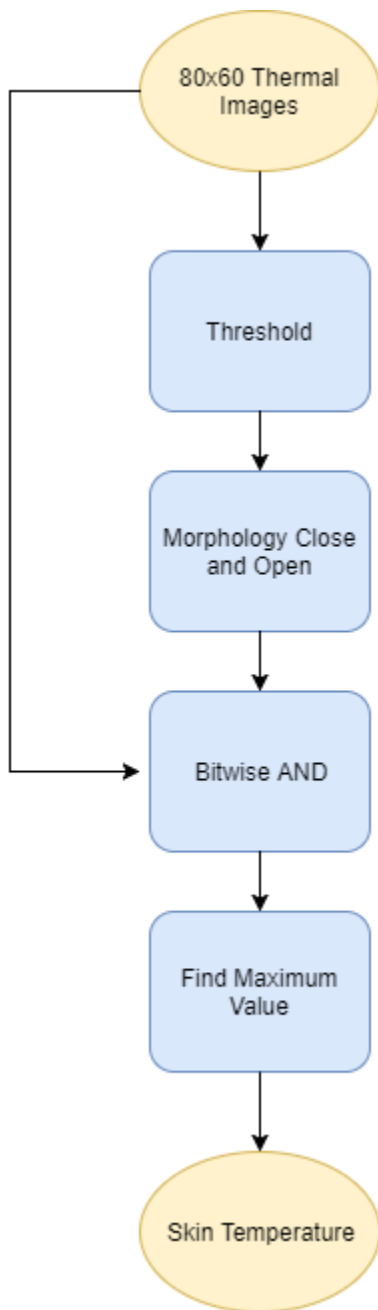 80x60 Thermal
Images
Threshold
Morphology Close
and Open
Bitwise AND
Find Maximum
Value
Skin Temperature